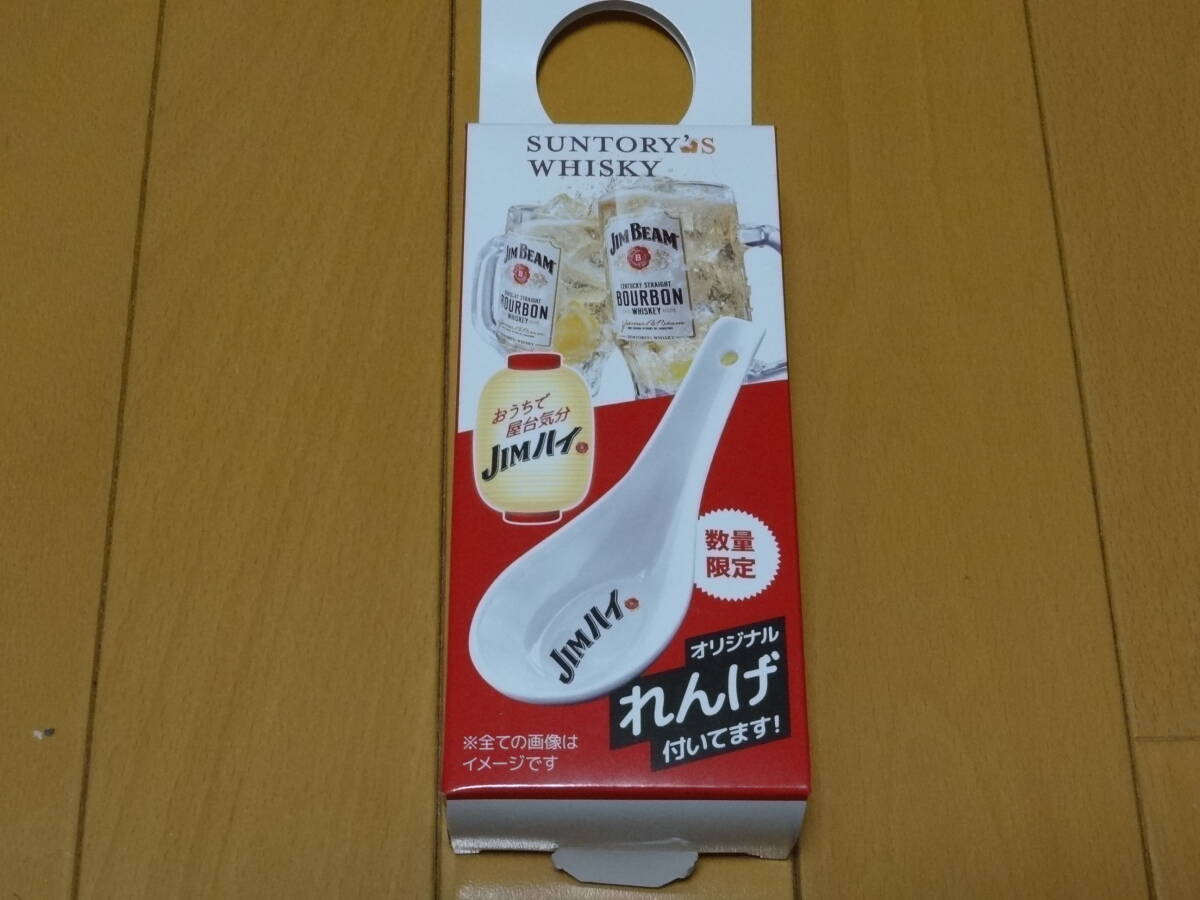 SUNTORY'S
WHISKY
JIM BEAM
B
KENTUCKY STRAIGHT
BOURBON
WHISKEY
JIM BEAM
B
KENTUCKY STRAIGHT
BOURBON
WHISKEY
おうちで
屋台気分
JIMハイ
数量
限定
JIMハイ
オリジナル
れんげ
付いてます!
※全ての画像は
イメージです